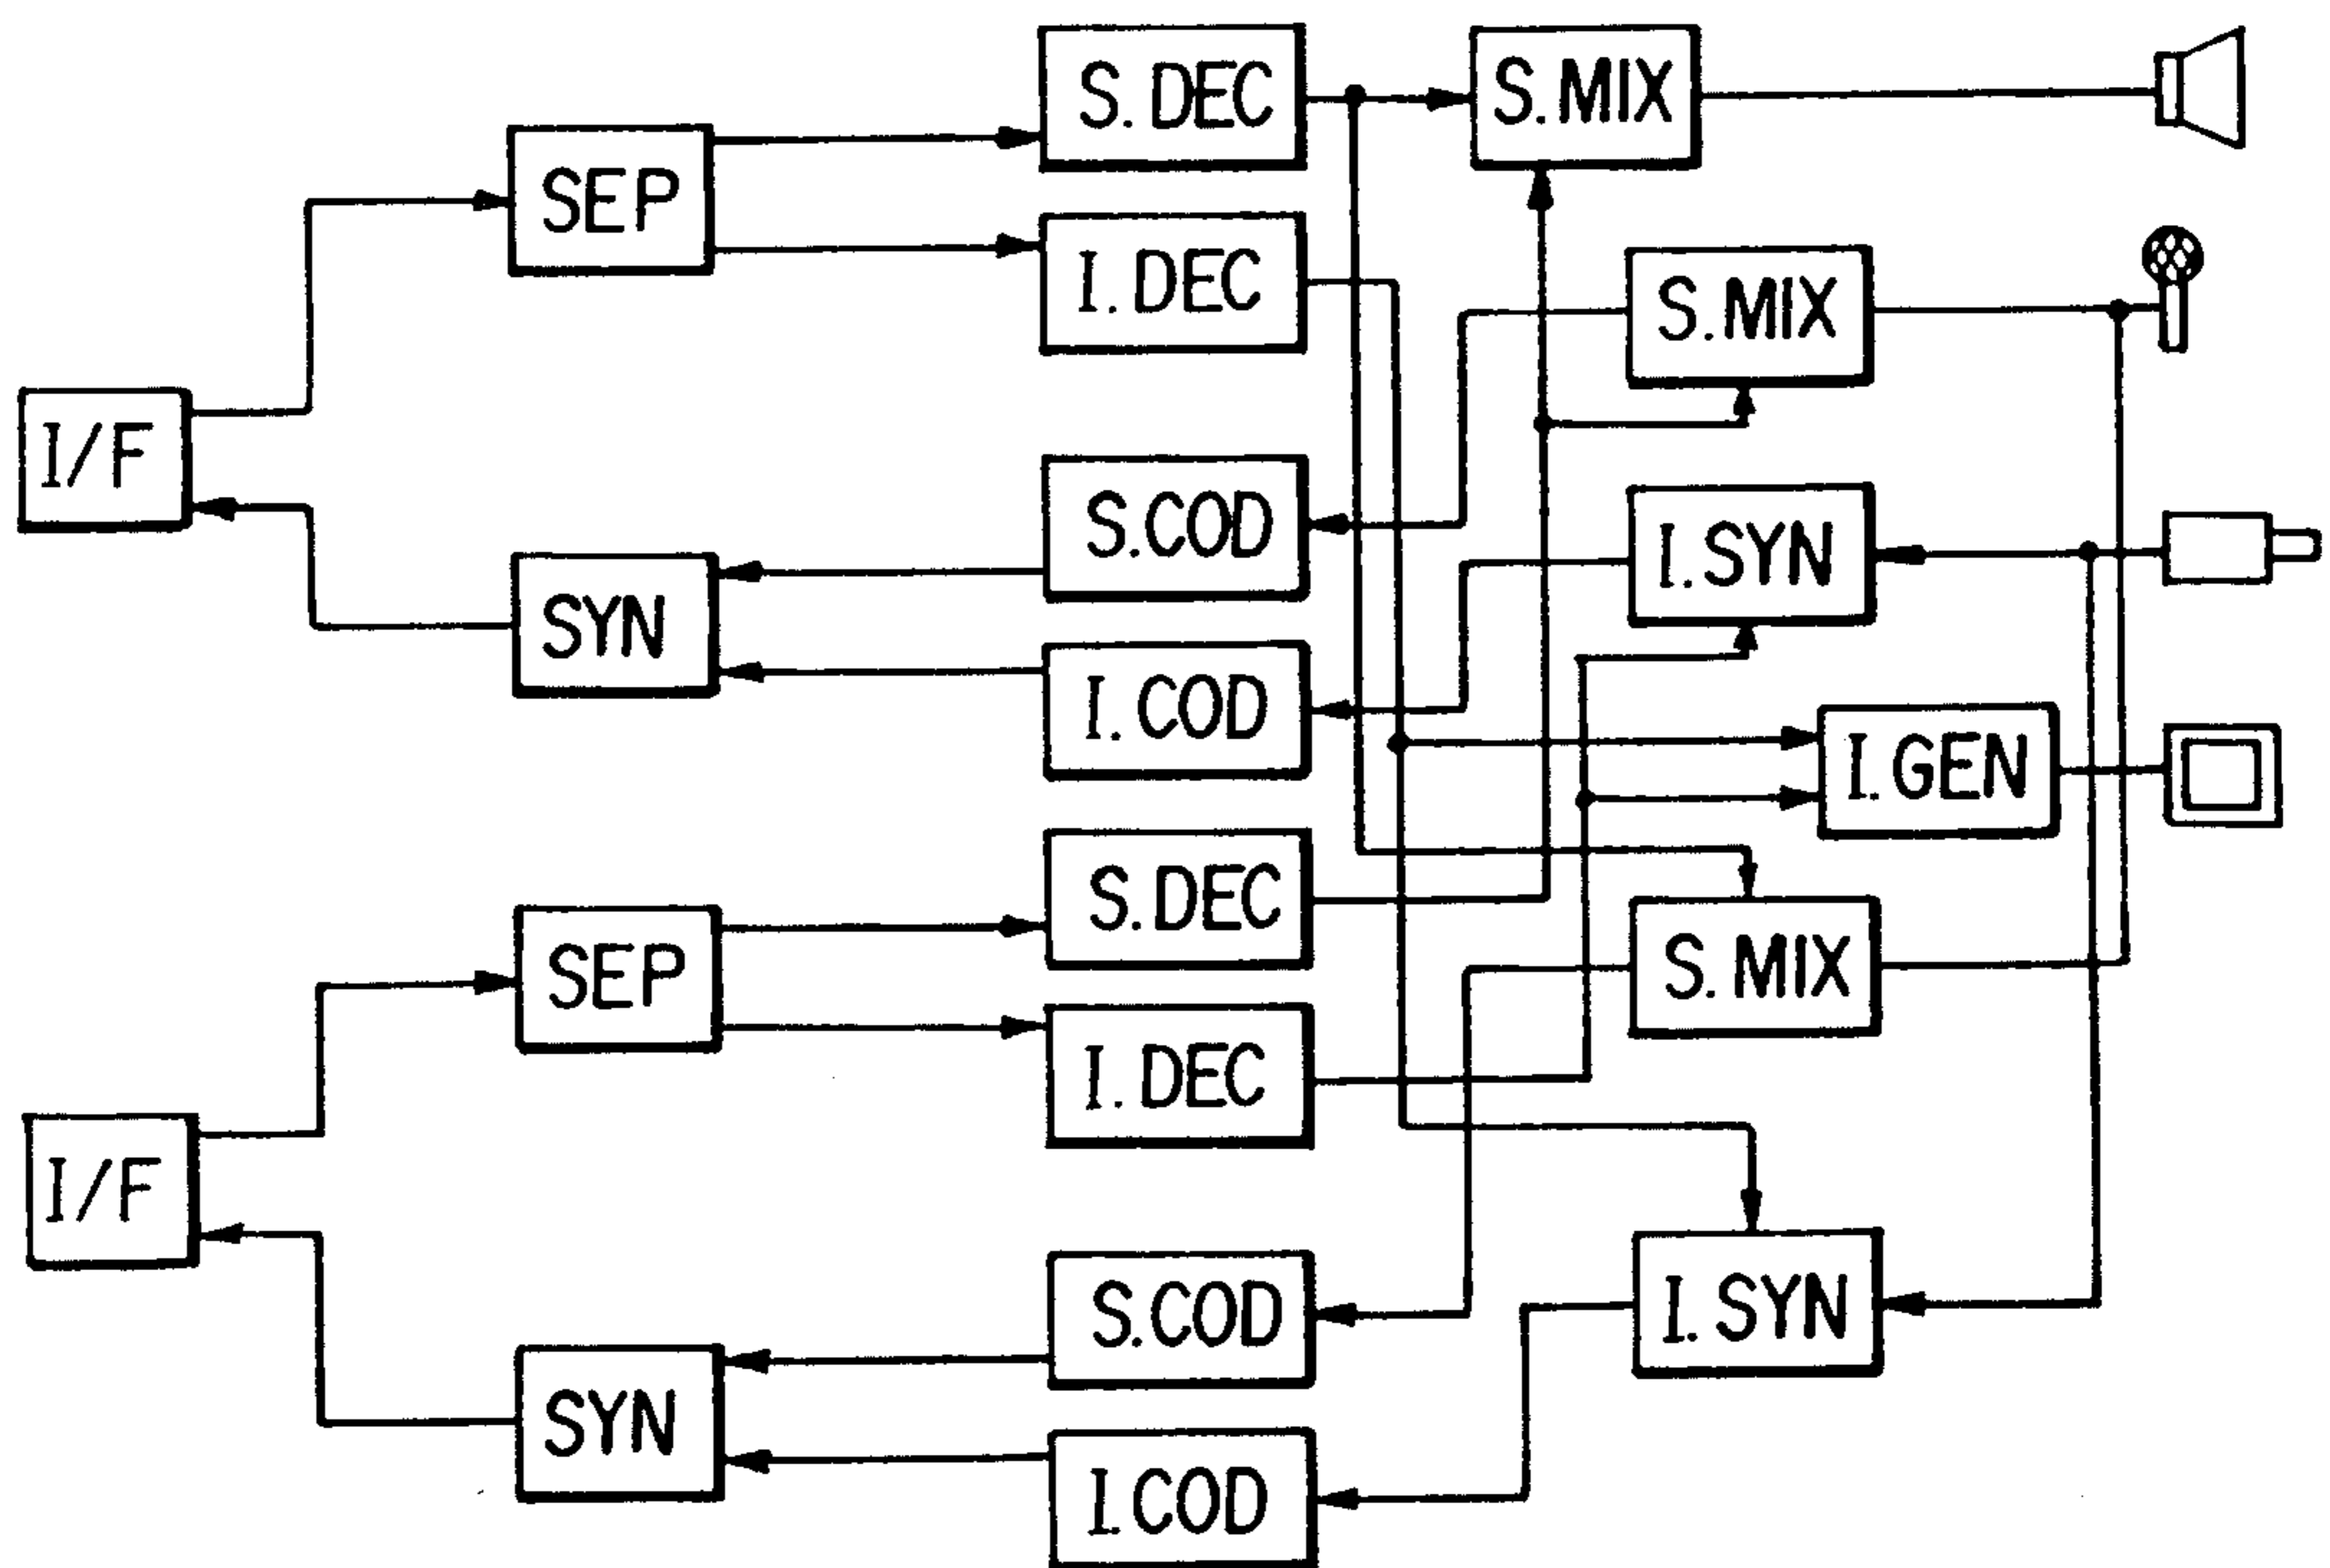 S.DEC
S.MIX
SEP
I.DEC
S.MIX
I/F
S.COD
I.SYN
SYN
I.COD
I.GEN
S.DEC
S.MIX
SEP
I.DEC
I/F
S.COD
I.SYN
SYN
I.COD